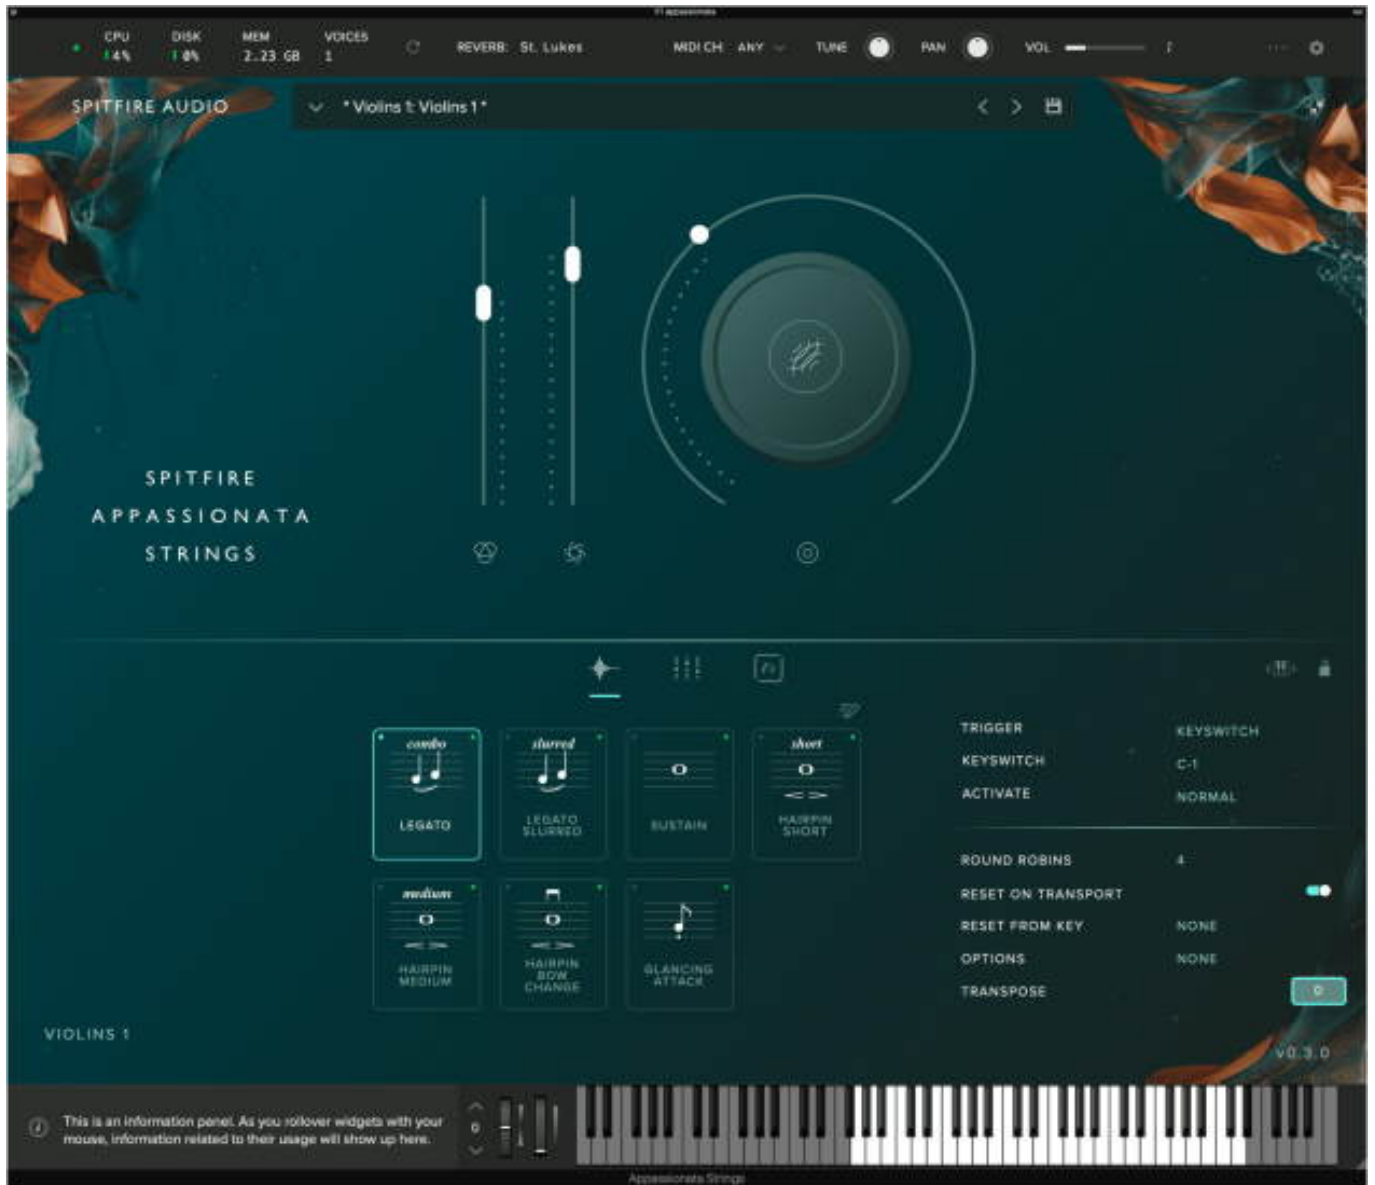 V1 appassionata
CPU DISK MEM VOICES
4% 0% 2.23 GB 1
REVERB: St. Lukes MIDI CH ANY TUNE PAN VOL
SPITFIRE AUDIO
* Violins 1: Violins 1 *
SPITFIRE
APPASSIONATA
STRINGS
combo
LEGATO
slurred
LEGATO
SLURRED
SUSTAIN
short
HAIRPIN
SHORT
medium
HAIRPIN
MEDIUM
HAIRPIN
BOW
CHANGE
GLANCING
ATTACK
TRIGGER KEYSWITCH
KEYSWITCH C-1
ACTIVATE NORMAL
ROUND ROBINS 4
RESET ON TRANSPORT
RESET FROM KEY NONE
OPTIONS NONE
TRANSPOSE 0
VIOLINS 1
v0.3.0
This is an information panel. As you rollover widgets with your
mouse, information related to their usage will show up here.
0
Appassionata Strings